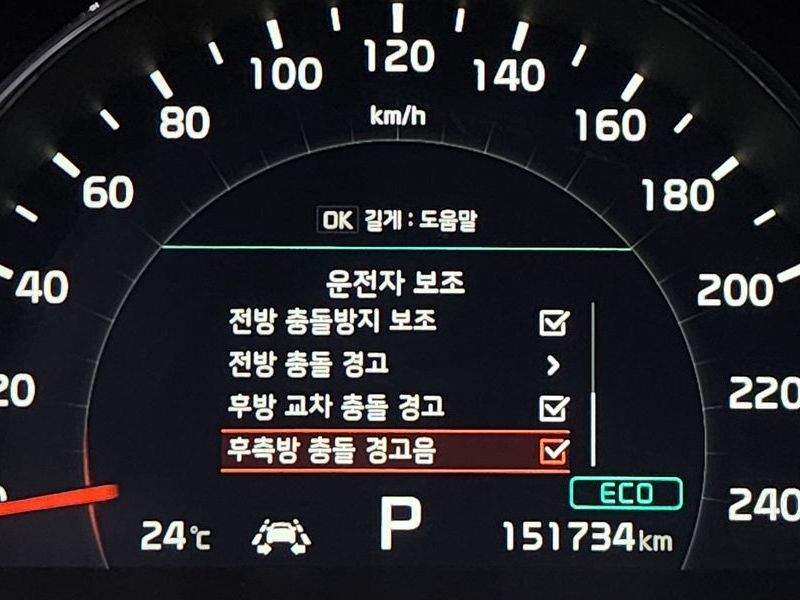 120
100
140
km/h
80
160
60
180
OK 길게 : 도움말
40
200
운전자 보조
전방 충돌방지 보조
전방 충돌 경고
20
220
후방 교차 충돌 경고
후측방 충돌 경고음
ECO
240
24℃
P
151734km